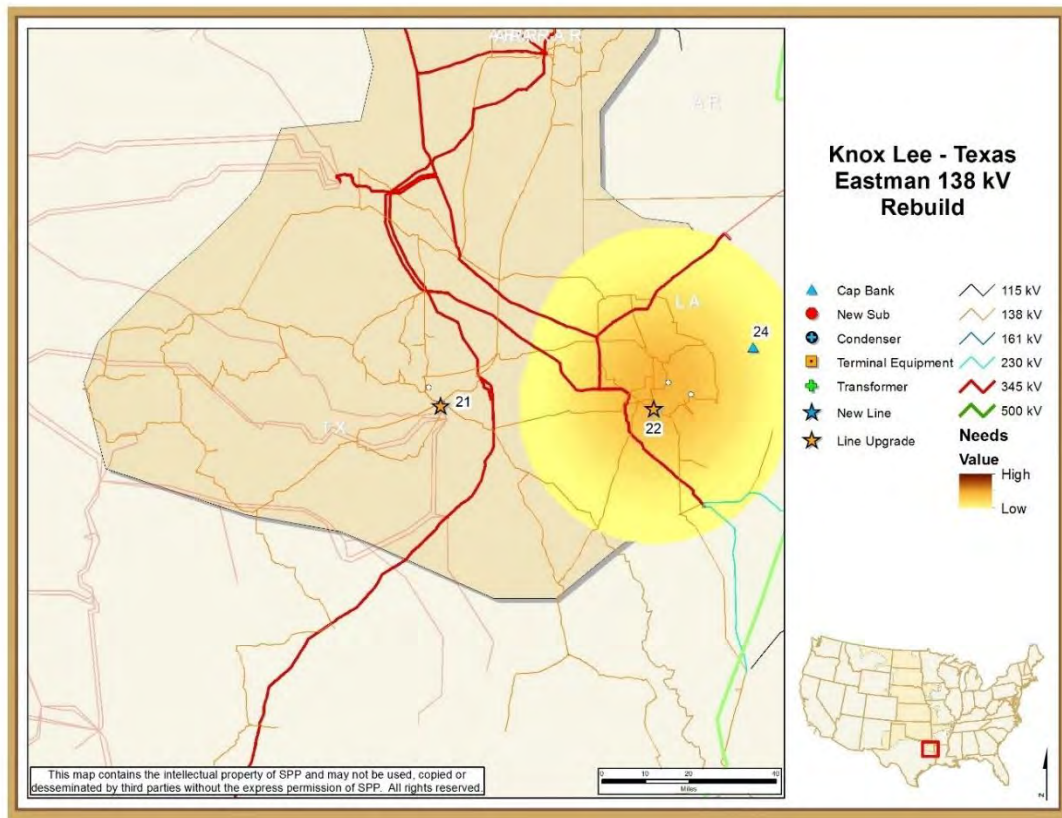 A R
L A
24
21
T X
22
This map contains the intellectual property of SPP and may not be used, copied or
desseminated by third parties without the express permission of SPP. All rights reserved.
0 10 20 40
Miles
Knox Lee - Texas
Eastman 138 kV
Rebuild
Cap Bank
New Sub
Condenser
Terminal Equipment
Transformer
New Line
Line Upgrade
115 kV
138 kV
161 kV
230 kV
345 kV
500 kV
Needs
Value
High
Low